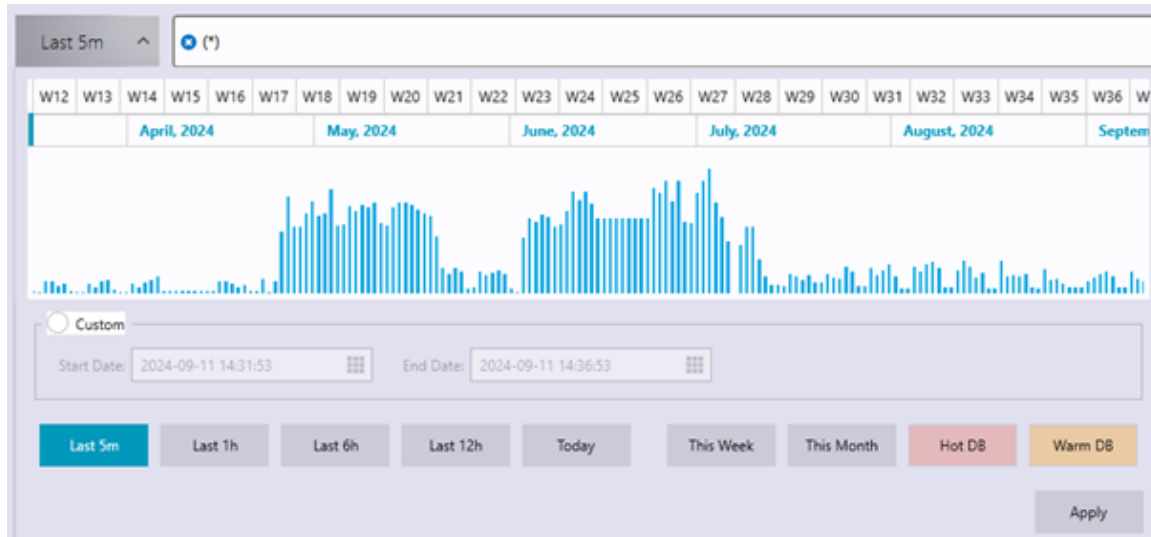 Last 5m (*)
W12 W13 W14 W15 W16 W17 W18 W19 W20 W21 W22 W23 W24 W25 W26 W27 W28 W29 W30 W31 W32 W33 W34 W35 W36 W
April, 2024 May, 2024 June, 2024 July, 2024 August, 2024 Septem
Custom
Start Date: 2024-09-11 14:31:53 End Date: 2024-09-11 14:36:53
Last 5m Last 1h Last 6h Last 12h Today This Week This Month Hot DB Warm DB
Apply